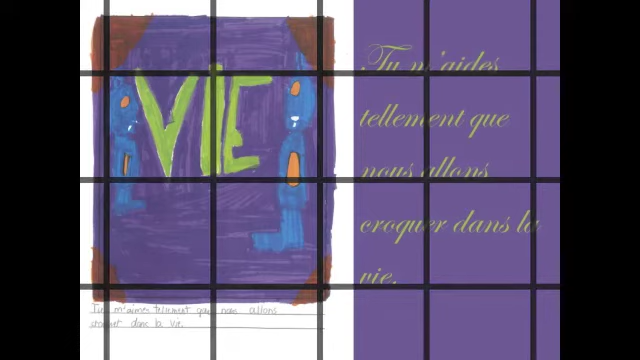 VIE
Tu m'aimes tellement que nous allons
croquer dans la vie.
Tu m'aides
tellement que
nous allons
croquer dans la
vie.